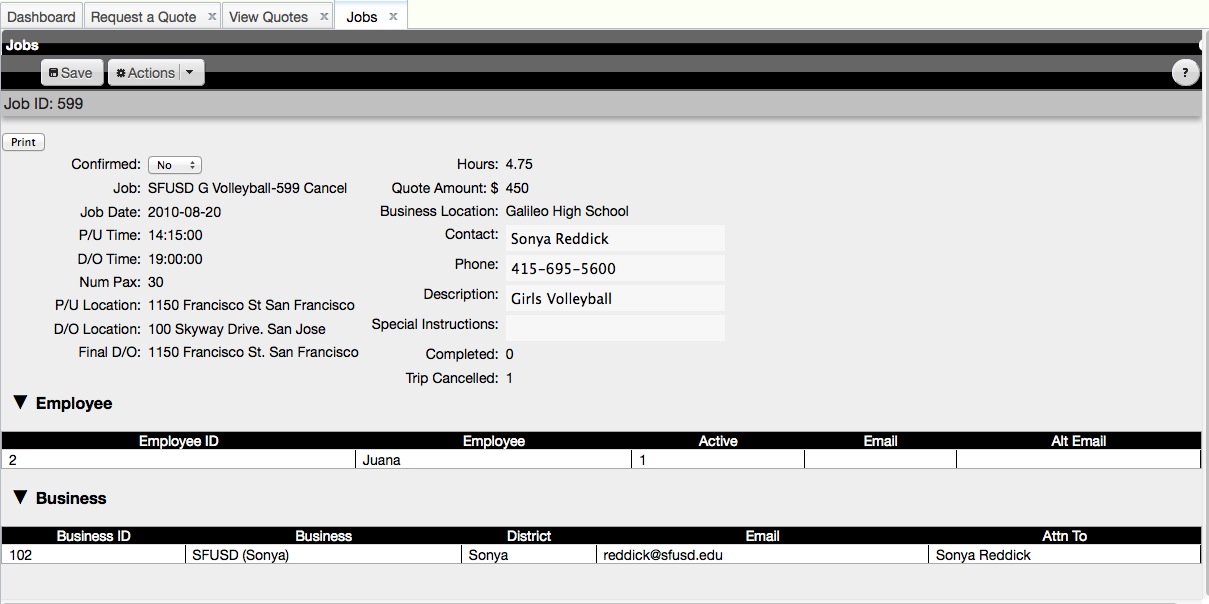 Dashboard Request a Quote x View Quotes x Jobs x
Jobs
Save Actions ?
Job ID: 599
Print
Confirmed: No
Job: SFUSD G Volleyball-599 Cancel
Job Date: 2010-08-20
P/U Time: 14:15:00
D/O Time: 19:00:00
Num Pax: 30
P/U Location: 1150 Francisco St San Francisco
D/O Location: 100 Skyway Drive. San Jose
Final D/O: 1150 Francisco St. San Francisco
Hours: 4.75
Quote Amount: $ 450
Business Location: Galileo High School
Contact: Sonya Reddick
Phone: 415-695-5600
Description: Girls Volleyball
Special Instructions:
Completed: 0
Trip Cancelled: 1
Employee
Employee ID Employee Active Email Alt Email
2 Juana 1
Business
Business ID Business District Email Attn To
102 SFUSD (Sonya) Sonya reddick@sfusd.edu Sonya Reddick